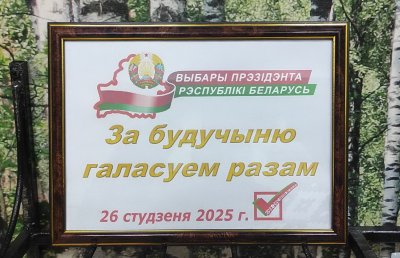 ВЫБАРЫ ПРЭЗІДЭНТА
РЭСПУБЛІКІ БЕЛАРУСЬ
За будучыню
галасуем разам
26 студзеня 2025 г.